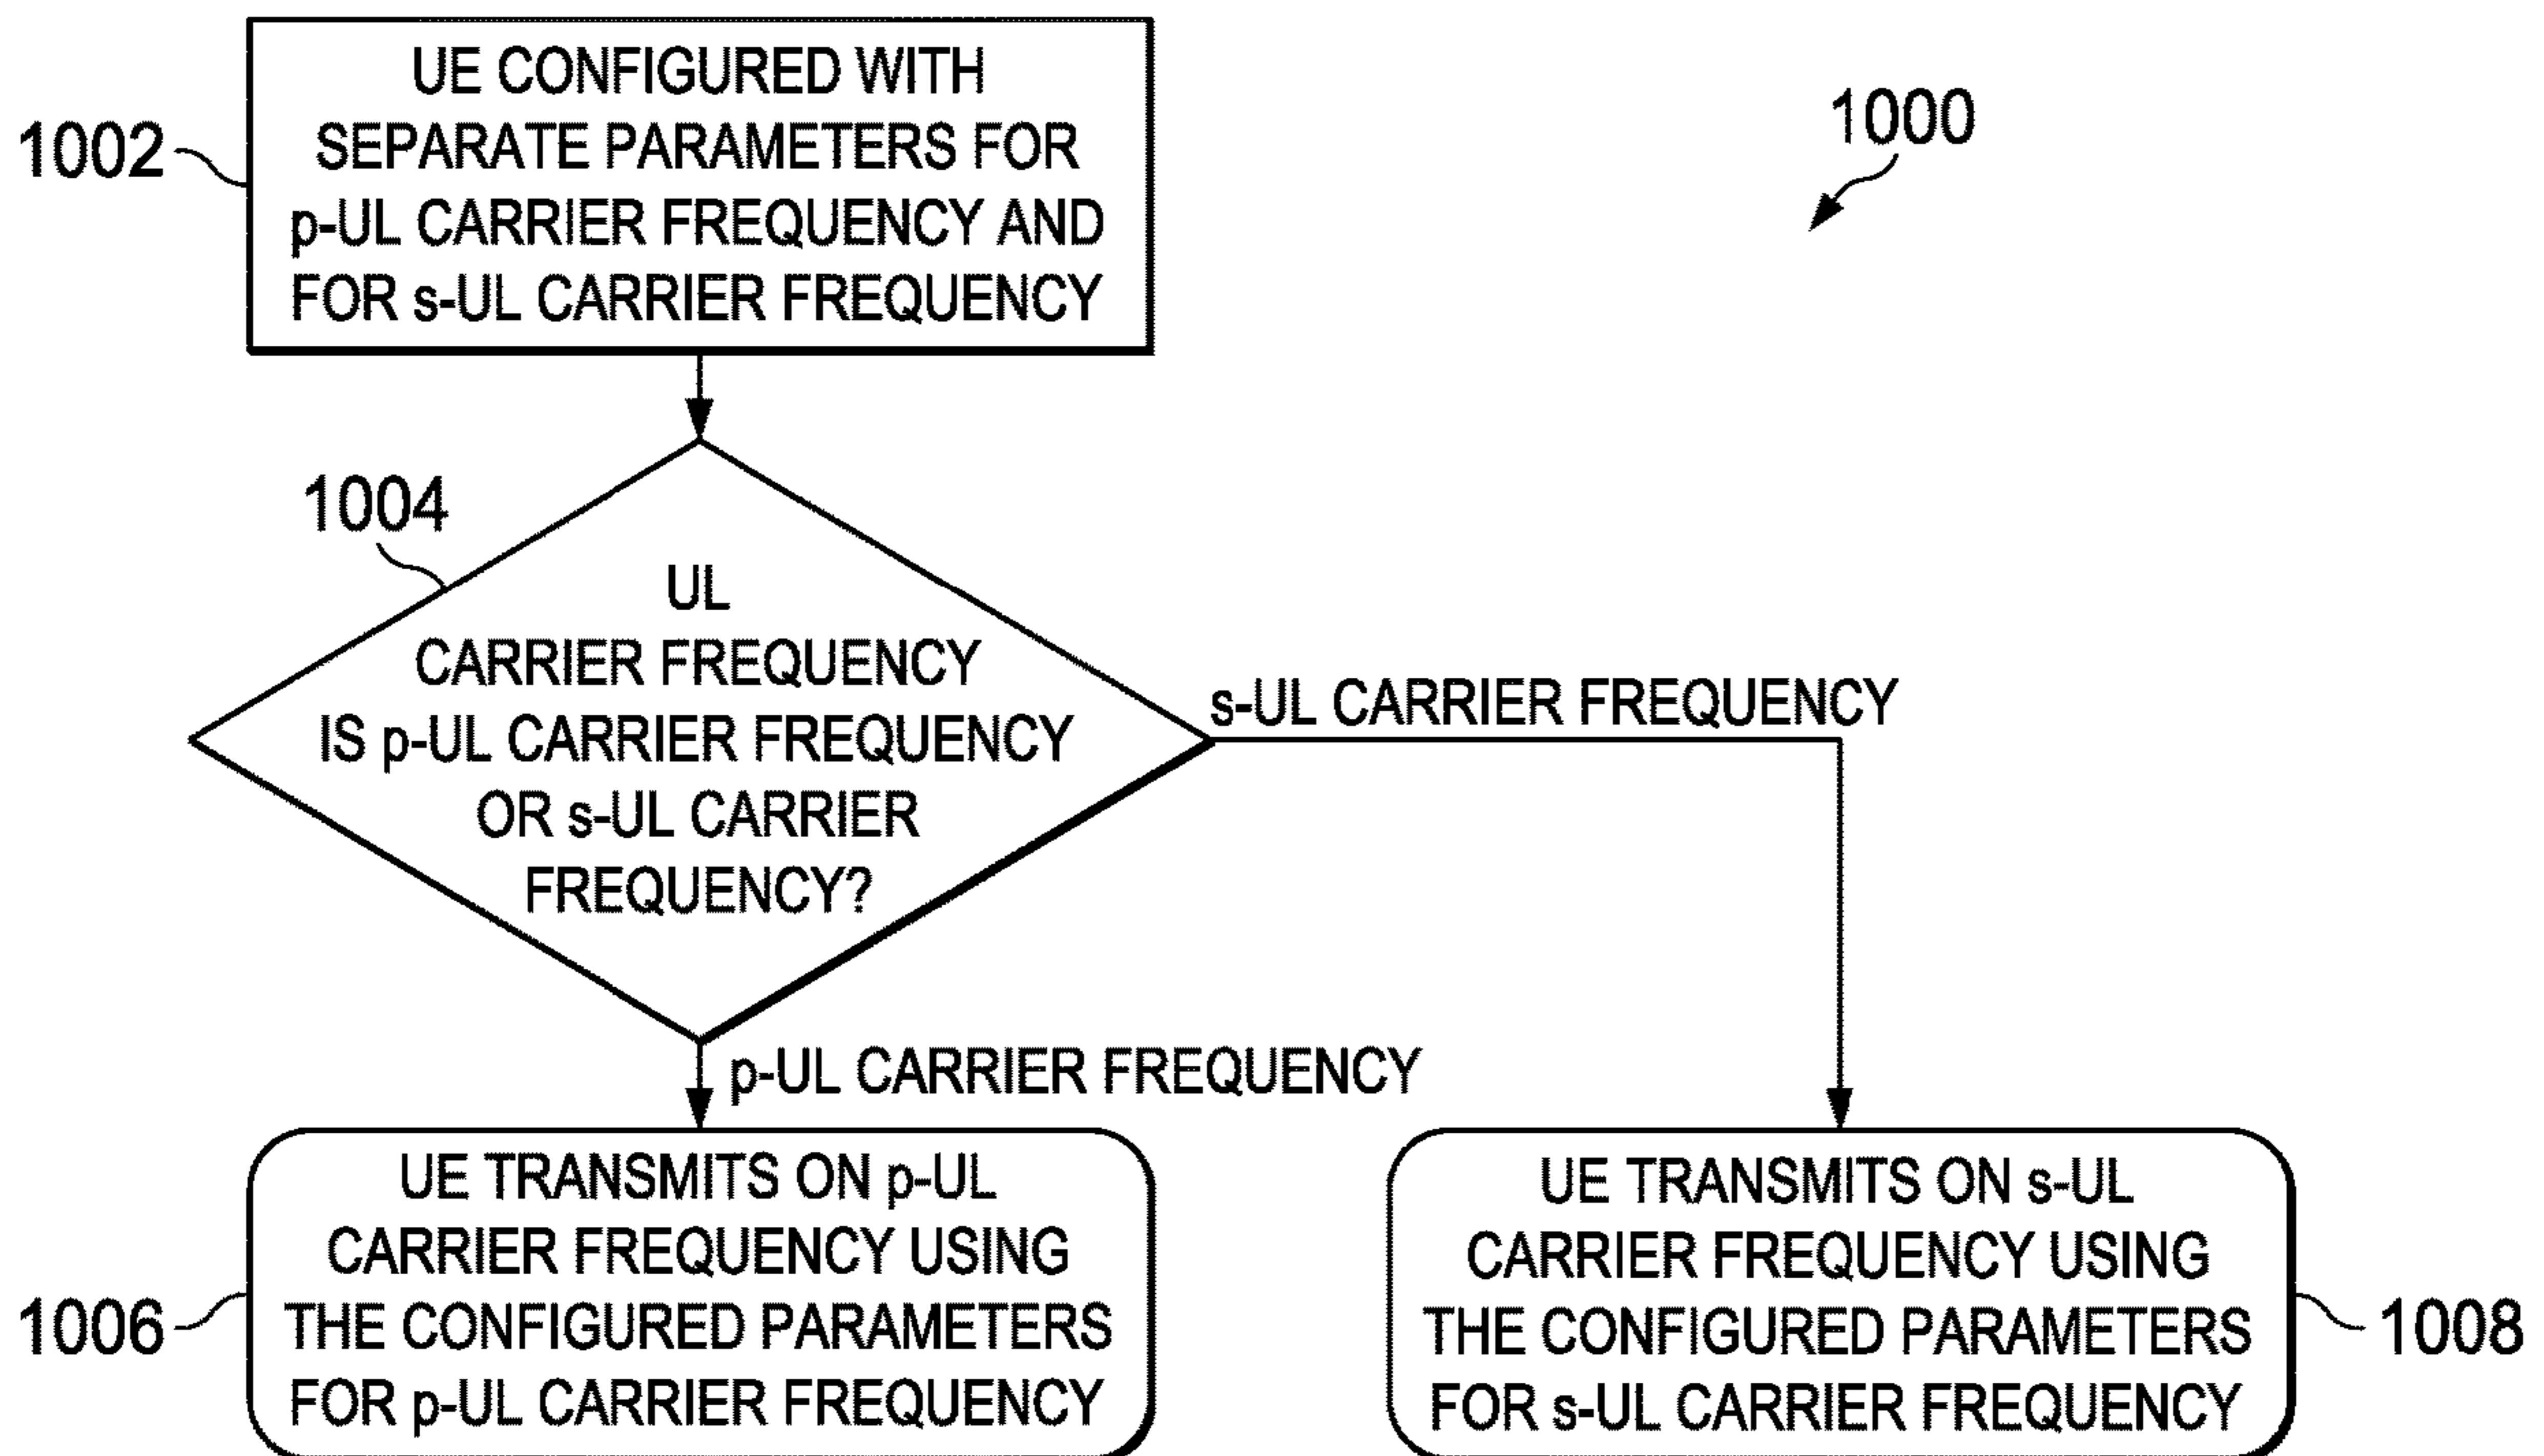 UE CONFIGURED WITH
SEPARATE PARAMETERS FOR
p-UL CARRIER FREQUENCY AND
FOR s-UL CARRIER FREQUENCY
1002
1000
1004
UL
CARRIER FREQUENCY
IS p-UL CARRIER FREQUENCY
OR s-UL CARRIER
FREQUENCY?
s-UL CARRIER FREQUENCY
p-UL CARRIER FREQUENCY
UE TRANSMITS ON p-UL
CARRIER FREQUENCY USING
THE CONFIGURED PARAMETERS
FOR p-UL CARRIER FREQUENCY
1006
UE TRANSMITS ON s-UL
CARRIER FREQUENCY USING
THE CONFIGURED PARAMETERS
FOR s-UL CARRIER FREQUENCY
1008